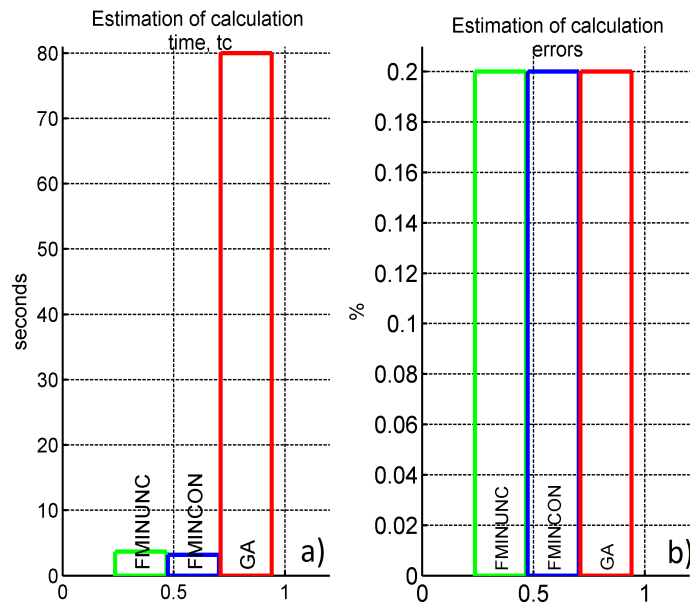 Estimation of calculation
time, tc
80
70
60
50
40
30
20
10
0
seconds
FMINUNC
FMINCON
GA
a)
0
0.5
1
Estimation of calculation
errors
0.2
0.18
0.16
0.14
0.12
0.1
0.08
0.06
0.04
0.02
0
%
FMINUNC
FMINCON
GA
b)
0
0.5
1